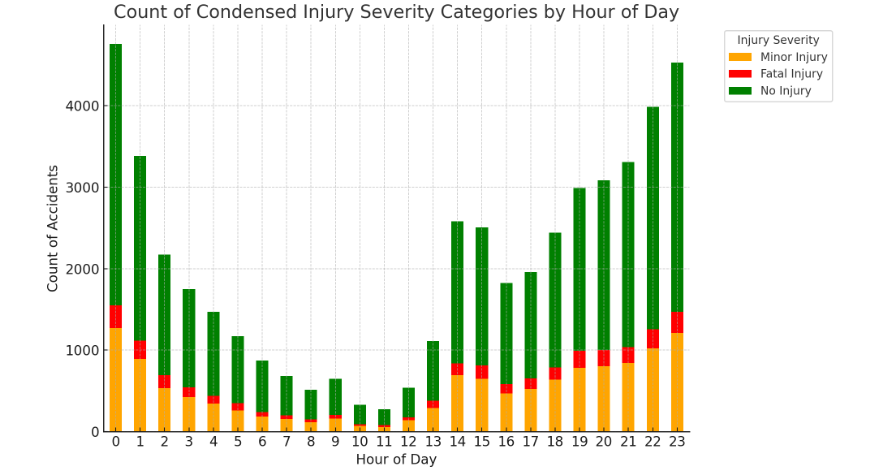 Count of Condensed Injury Severity Categories by Hour of Day
Injury Severity
Minor Injury
Fatal Injury
No Injury
Count of Accidents
4000
3000
2000
1000
0
0 1 2 3 4 5 6 7 8 9 10 11 12 13 14 15 16 17 18 19 20 21 22 23
Hour of Day